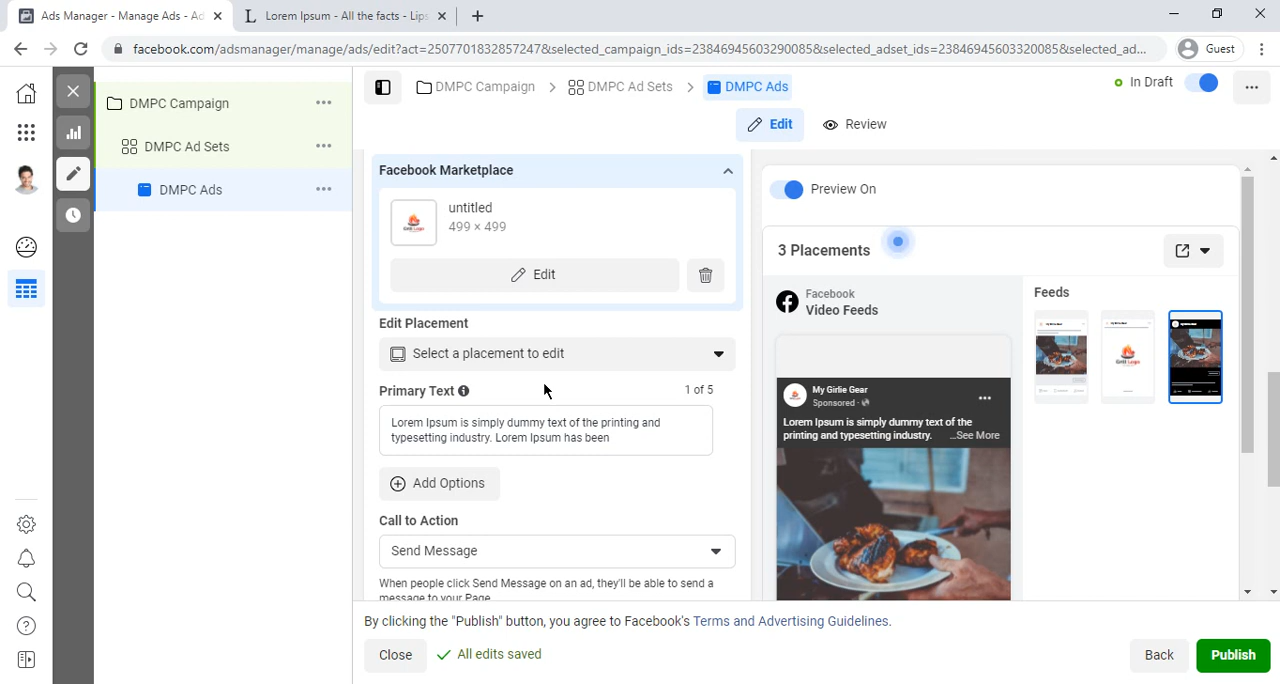 Ads Manager - Manage Ads - Ad
Lorem Ipsum - All the facts - Lips
facebook.com/adsmanager/manage/ads/edit?act=250770183285724​7&selected_campaign_ids=23846945603290085&selected_adset_ids=23846945603320085&selected_ad...
Guest
DMPC Campaign
DMPC Ad Sets
DMPC Ads
DMPC Campaign
DMPC Ad Sets
DMPC Ads
In Draft
Edit
Review
Facebook Marketplace
untitled
499 × 499
Edit
Edit Placement
Select a placement to edit
Primary Text
1 of 5
Lorem Ipsum is simply dummy text of the printing and
typesetting industry. Lorem Ipsum has been
Add Options
Call to Action
Send Message
When people click Send Message on an ad, they'll be able to send a
message to your Page.
Preview On
3 Placements
Facebook
Video Feeds
Feeds
My Girlie Gear
Sponsored ·
Lorem Ipsum is simply dummy text of the
printing and typesetting industry. ...See More
By clicking the "Publish" button, you agree to Facebook's Terms and Advertising Guidelines.
Close
All edits saved
Back
Publish